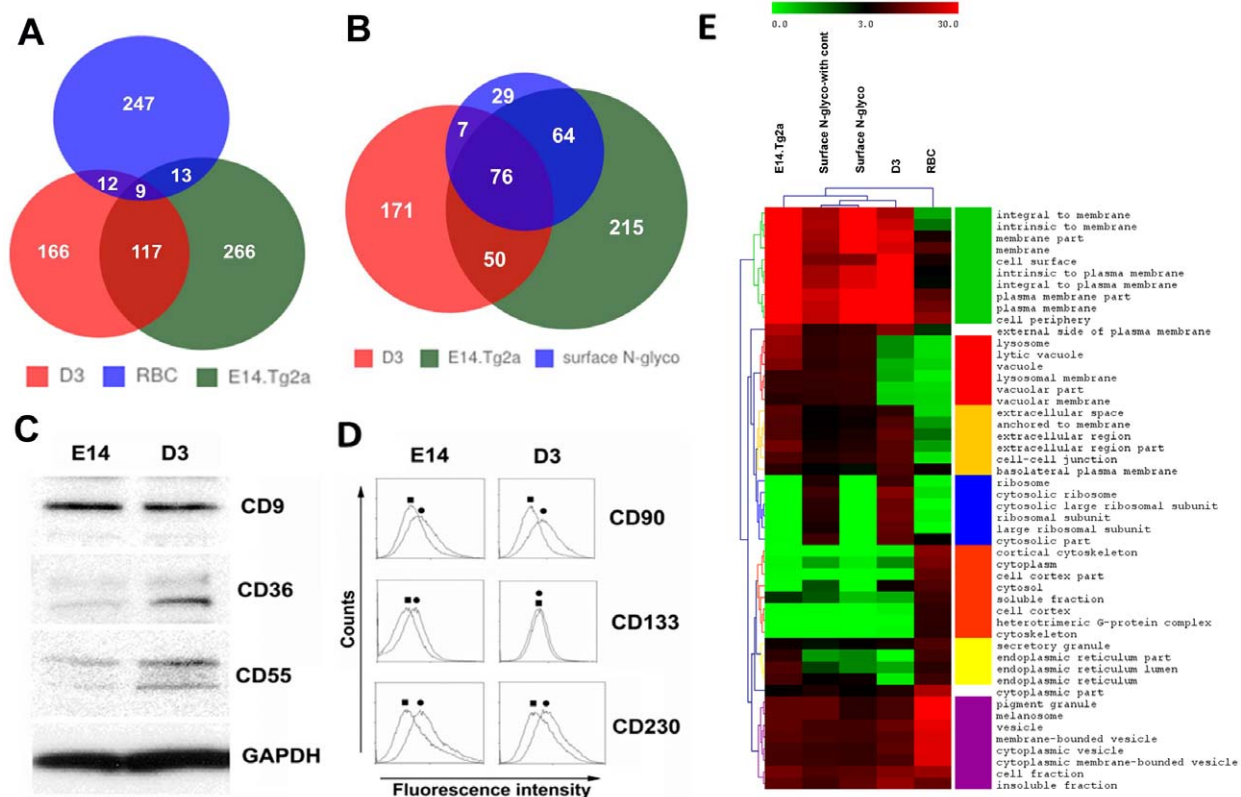 A
247
12
9
13
166
117
266
D3 RBC E14.Tg2a
B
29
7
64
76
171
215
50
D3 E14.Tg2a surface N-glyco
C
E14 D3
CD9
CD36
CD55
GAPDH
D
E14 D3
CD90
CD133
CD230
Counts
Fluorescence intensity
E
0.0 3.0 30.0
E14.Tg2a
Surface N-glyco-with cont
Surface N-glyco
D3
RBC
integral to membrane
intrinsic to membrane
membrane part
membrane
cell surface
intrinsic to plasma membrane
integral to plasma membrane
plasma membrane part
plasma membrane
cell periphery
external side of plasma membrane
lysosome
lytic vacuole
vacuole
lysosomal membrane
vacuolar part
vacuolar membrane
extracellular space
anchored to membrane
extracellular region
extracellular region part
cell-cell junction
basolateral plasma membrane
ribosome
cytosolic ribosome
cytosolic large ribosomal subunit
ribosomal subunit
large ribosomal subunit
cytosolic part
cortical cytoskeleton
cytoplasm
cell cortex part
cytosol
soluble fraction
cell cortex
heterotrimeric G-protein complex
cytoskeleton
secretory granule
endoplasmic reticulum part
endoplasmic reticulum lumen
endoplasmic reticulum
cytoplasmic part
pigment granule
melanosome
vesicle
membrane-bounded vesicle
cytoplasmic vesicle
cytoplasmic membrane-bounded vesicle
cell fraction
insoluble fraction